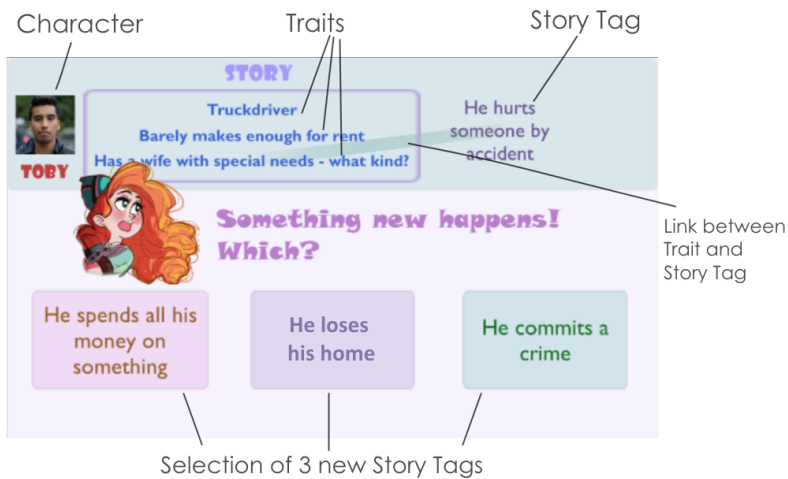 Character
Traits
Story Tag
STORY
Truckdriver
Barely makes enough for rent
Has a wife with special needs - what kind?
TOBY
He hurts
someone by
accident
Link between
Trait and
Story Tag
Something new happens!
Which?
He spends all his
money on
something
He loses
his home
He commits a
crime
Selection of 3 new Story Tags